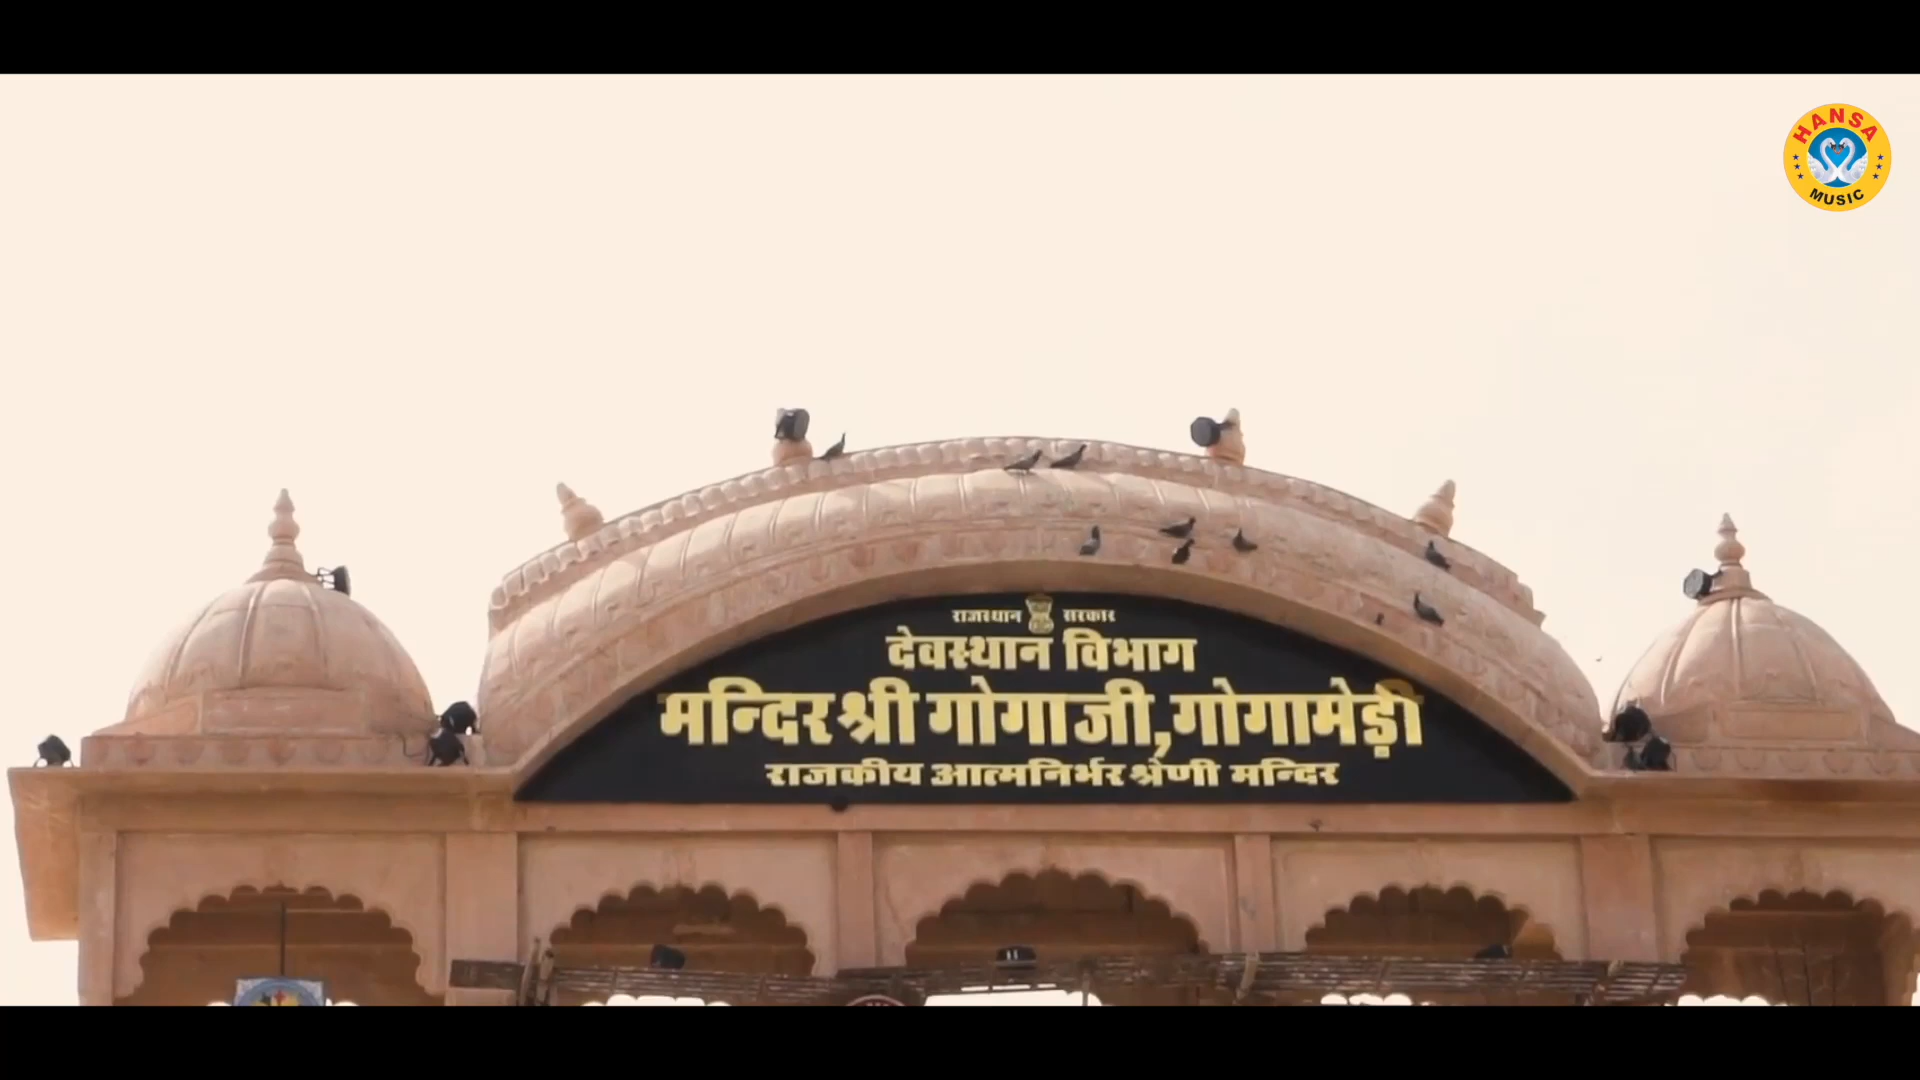 HANSA
MUSIC
राजस्थान सरकार
देवस्थान विभाग
मन्दिर श्री गोगाजी, गोगामेड़ी
राजकीय आत्मनिर्भर श्रेणी मन्दिर